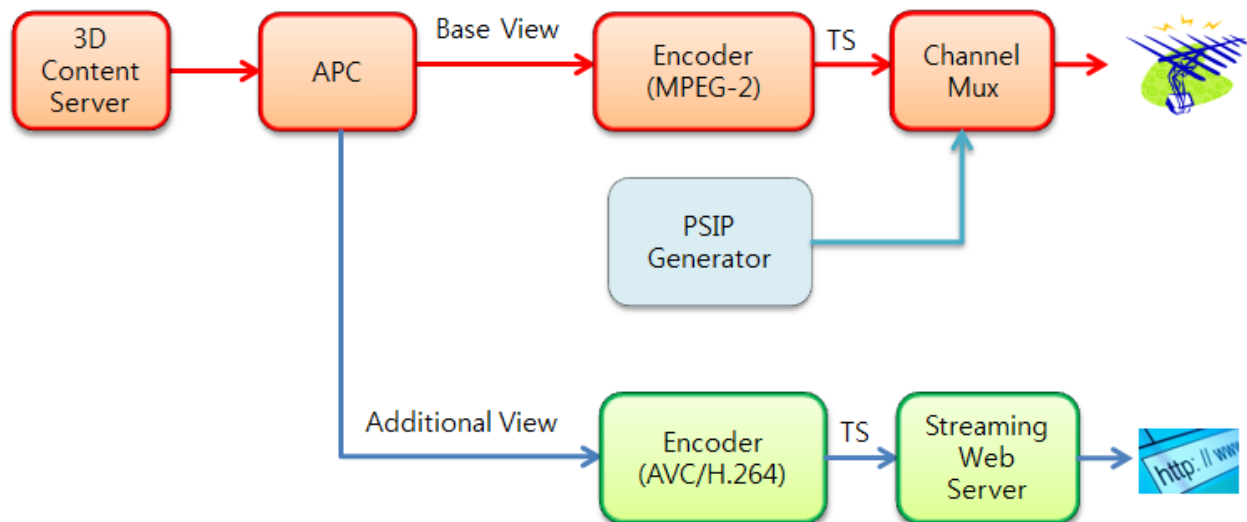 3D
Content
Server
APC
Base View
Encoder
(MPEG-2)
TS
Channel
Mux
PSIP
Generator
Additional View
Encoder
(AVC/H.264)
TS
Streaming
Web
Server
http: // www